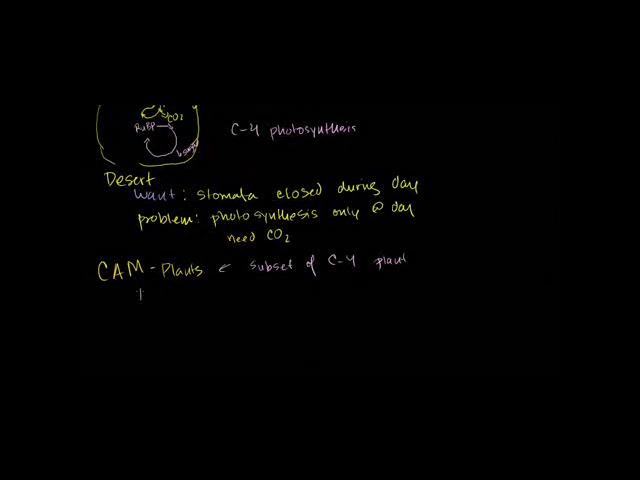 CO2
RuBP
C-4 photosynthesis
Desert
want: stomata closed during day
problem: photosynthesis only @ day
need CO2
CAM - Plants ← subset of C-4 plant